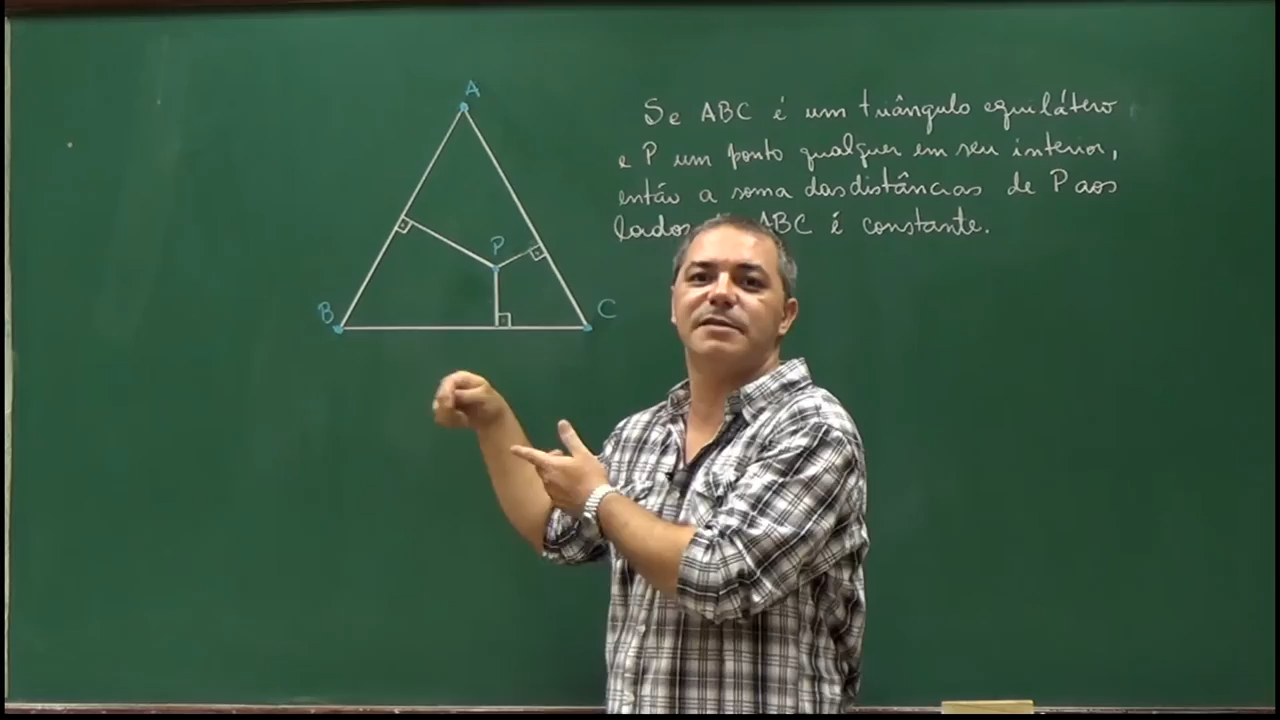 A
Se ABC é um triângulo equilátero
e P um ponto qualquer em seu interior,
então a soma das distâncias de P aos
lados ABC é constante.
P
B
C